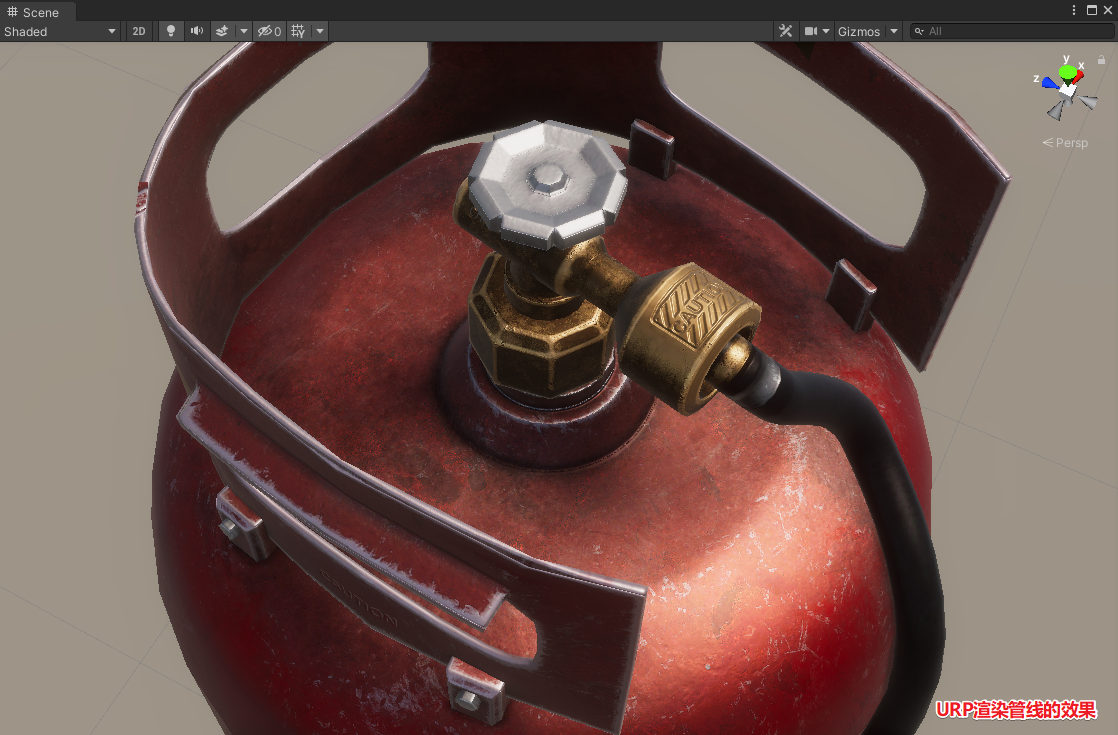 Scene
Shaded
2D
0
Gizmos
All
y
x
z
Persp
CAUTION
CAUTION
URP渲染管线的效果